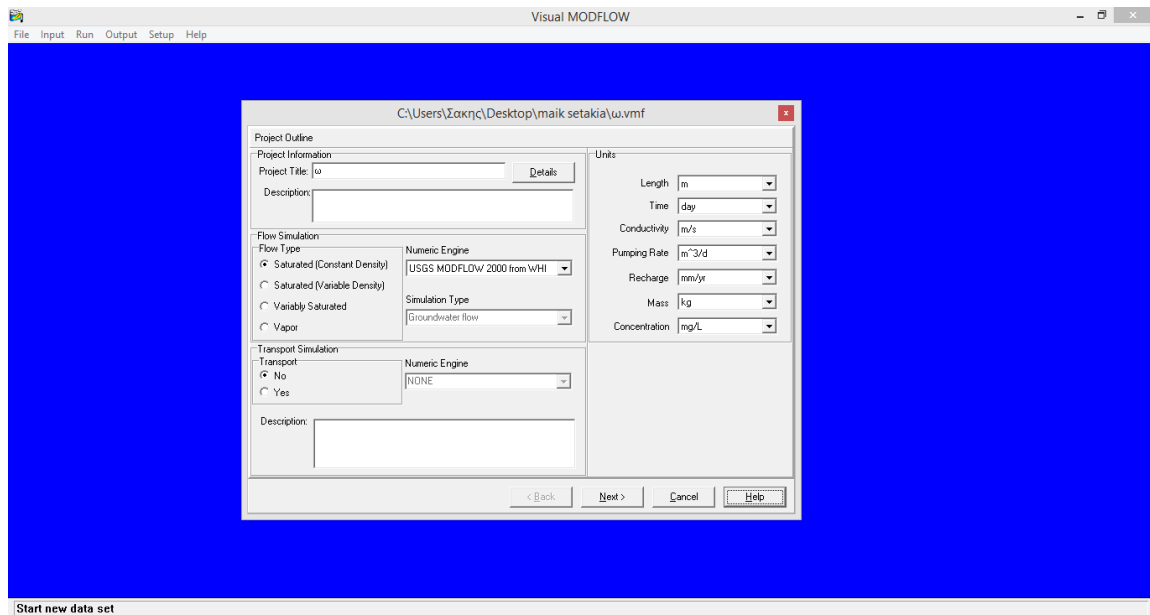 Visual MODFLOW
File Input Run Output Setup Help
C:\Users\Σακης\Desktop\maik setakia\ω.vmf
x
Project Outline
Project Information
Project Title: ω
Details
Description:
Flow Simulation
Flow Type
Saturated (Constant Density)
Saturated (Variable Density)
Variably Saturated
Vapor
Numeric Engine
USGS MODFLOW 2000 from WHI
Simulation Type
Groundwater flow
Transport Simulation
Transport
No
Yes
Numeric Engine
NONE
Description:
Units
Length m
Time day
Conductivity m/s
Pumping Rate m^3/d
Recharge mm/yr
Mass kg
Concentration mg/L
< Back Next > Cancel Help
Start new data set